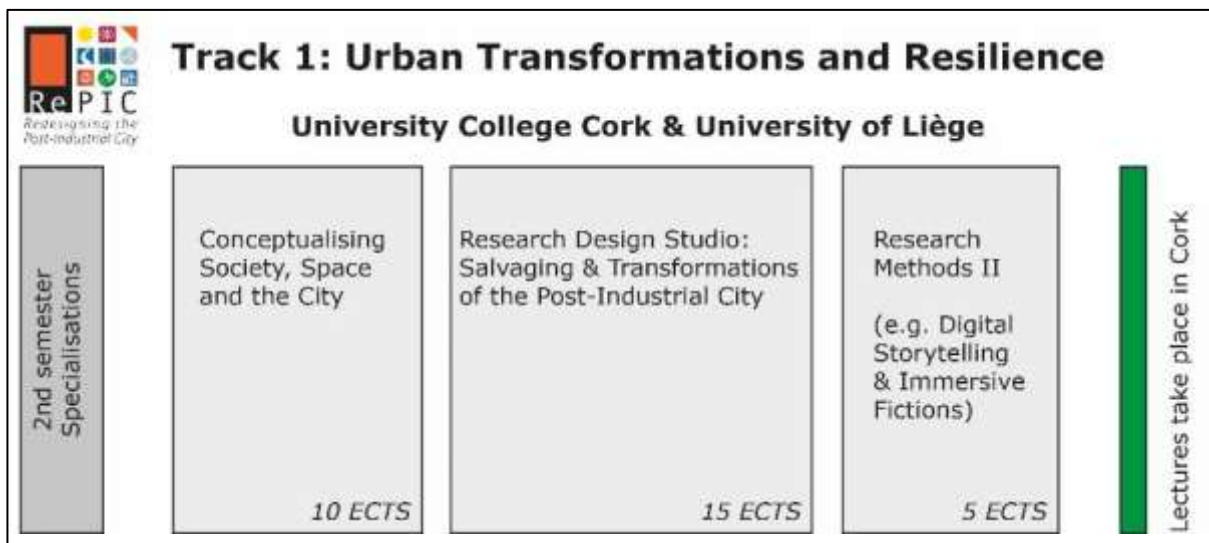 RePIC
Redesigning the
Post-Industrial City
Track 1: Urban Transformations and Resilience
University College Cork & University of Liège
2nd semester
Specialisations
Conceptualising
Society, Space
and the City
10 ECTS
Research Design Studio:
Salvaging & Transformations
of the Post-Industrial City
15 ECTS
Research
Methods II
(e.g. Digital
Storytelling
& Immersive
Fictions)
5 ECTS
Lectures take place in Cork